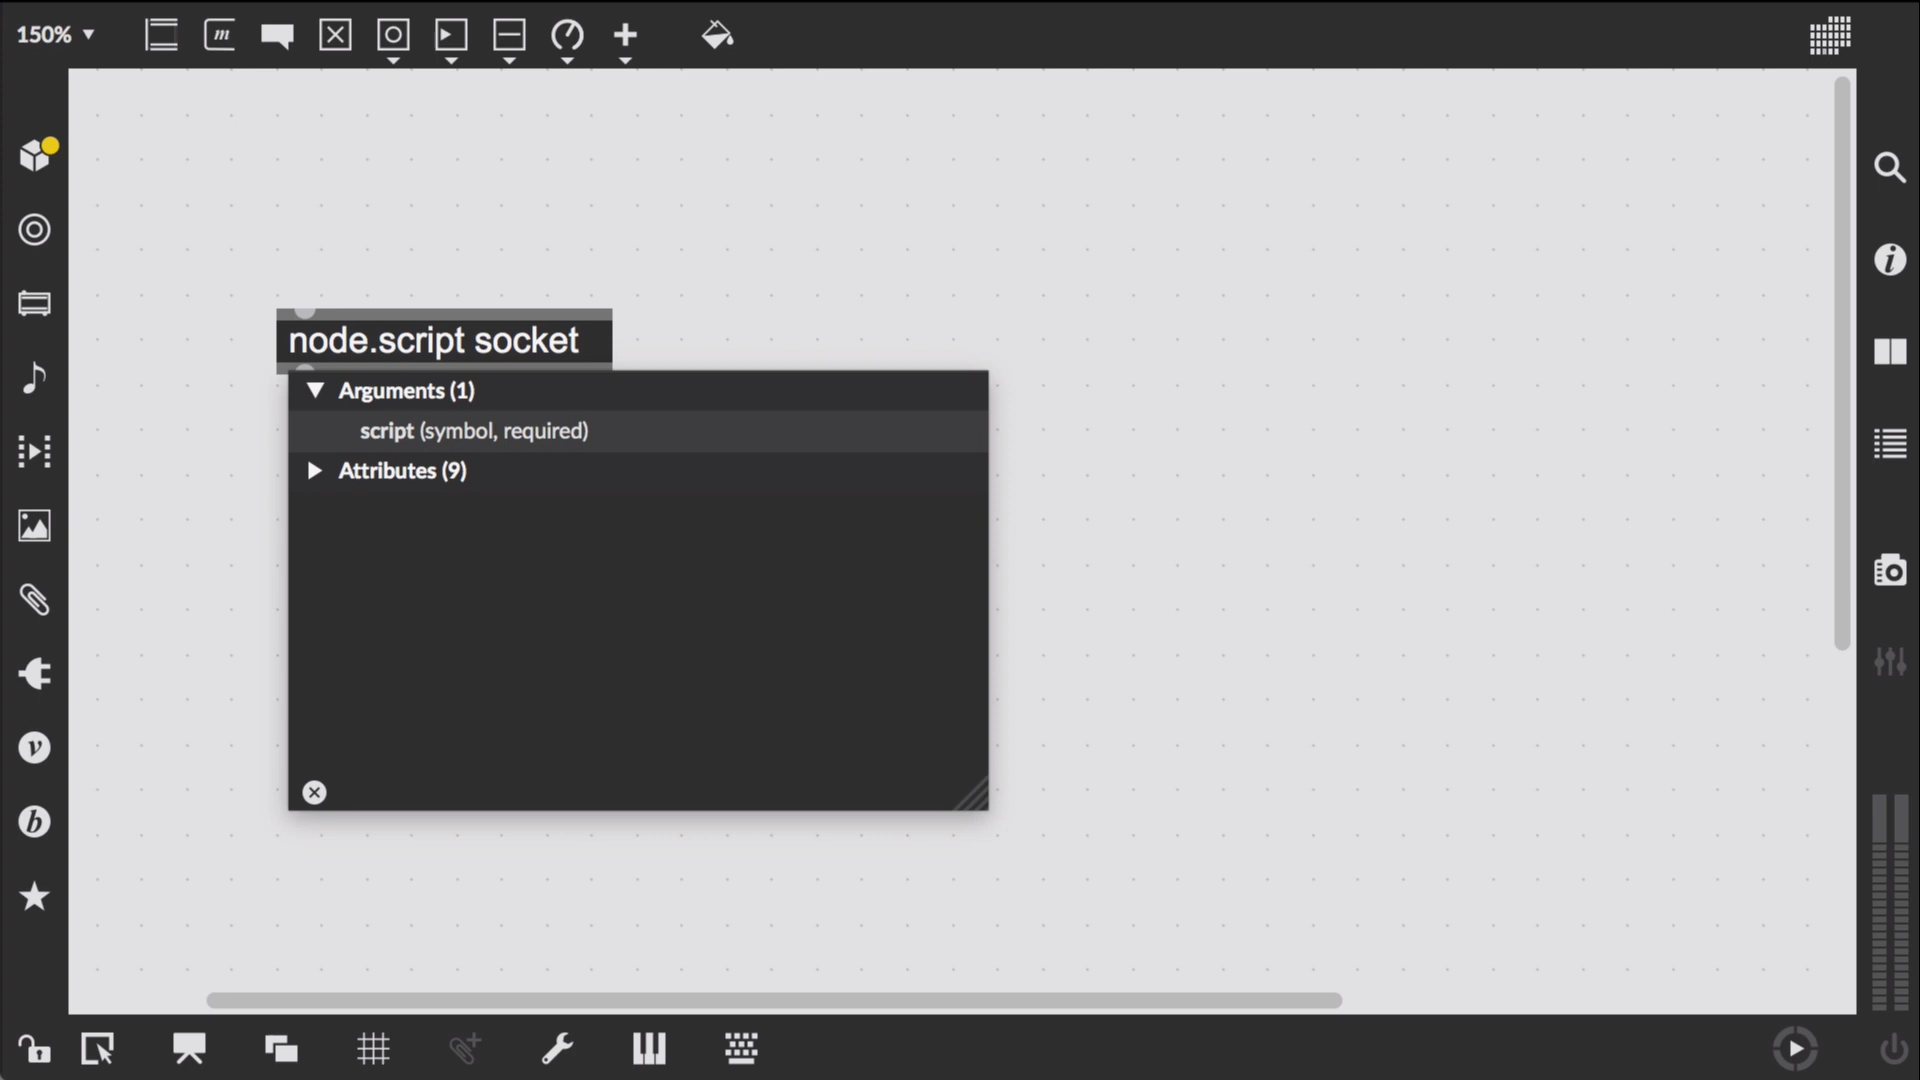 150%
m
node.script socket
Arguments (1)
script (symbol, required)
Attributes (9)
i
v
b